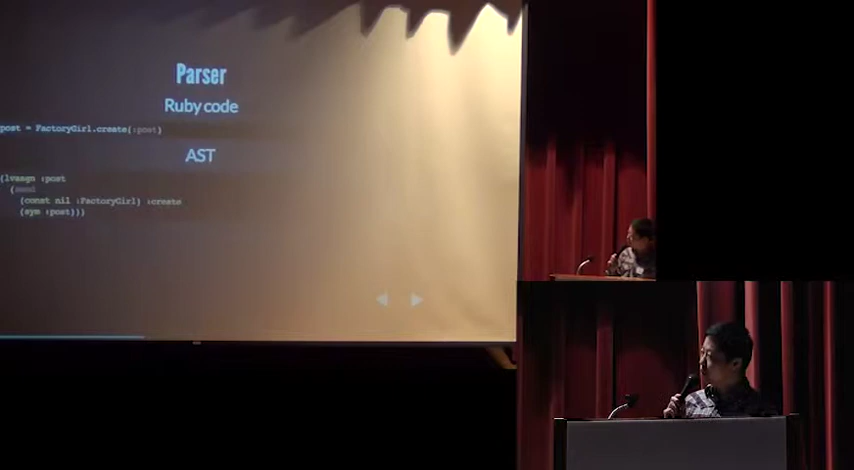 Parser
Ruby code
post = FactoryGirl.create(:post)
AST
(lvasgn :post
(send
(const nil :FactoryGirl) :create
(sym :post)))